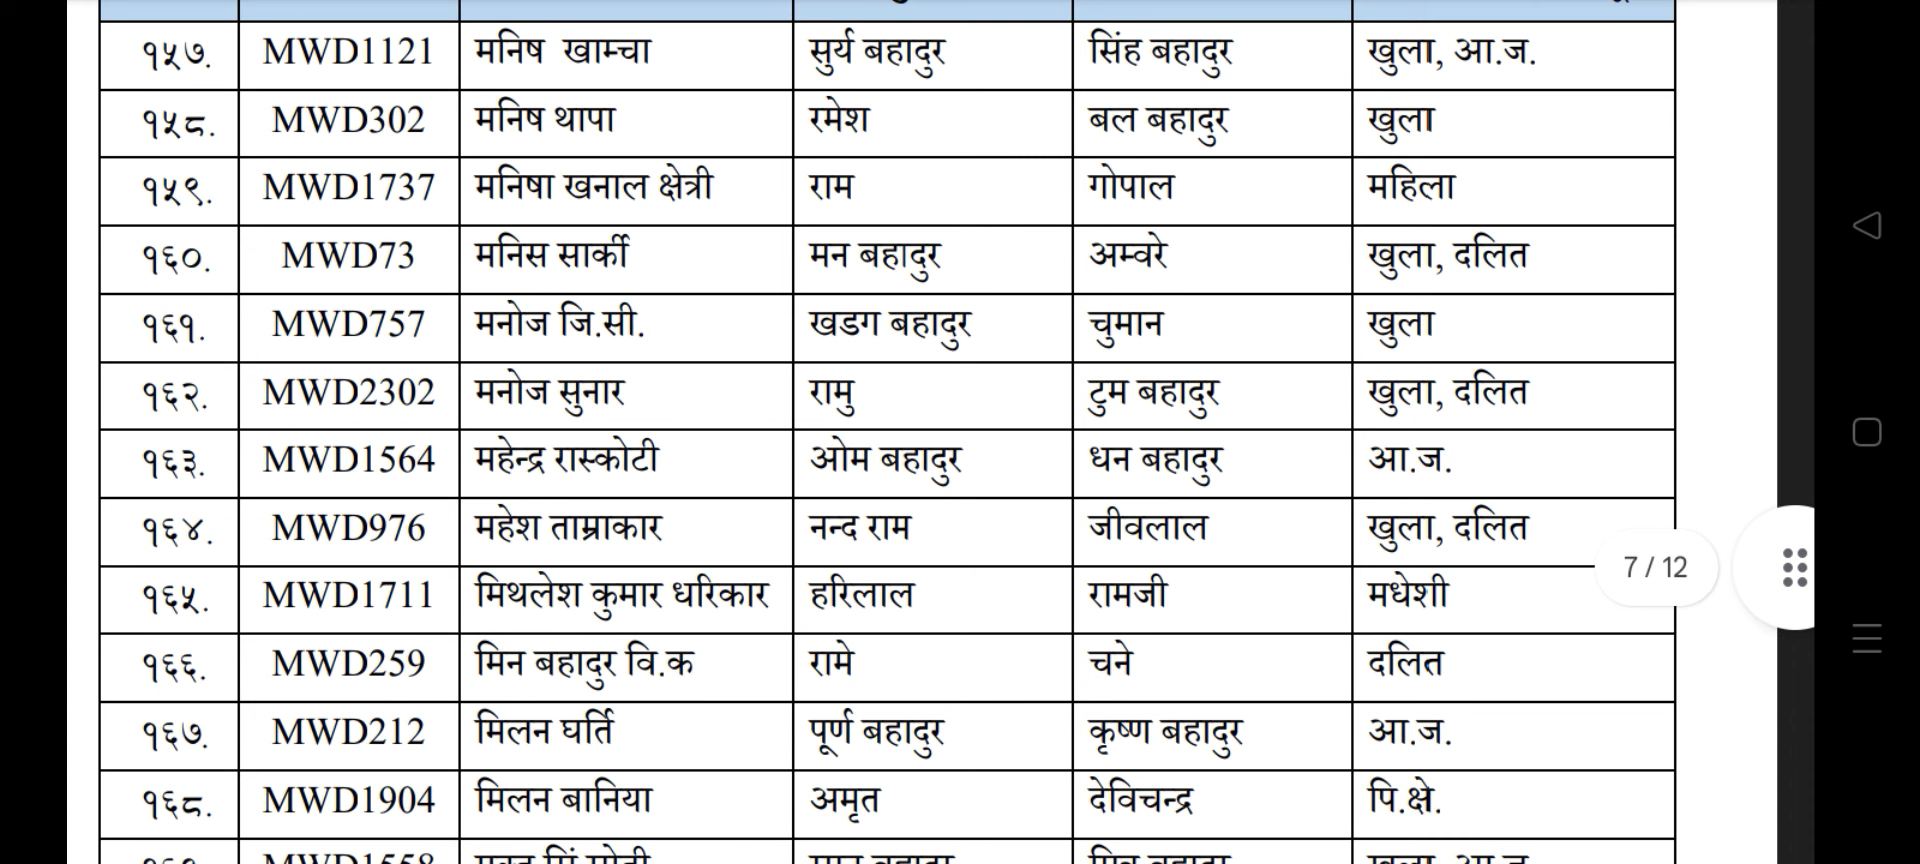 १५७. MWD1121 मनिष खाम्चा सुर्य बहादुर सिंह बहादुर खुला, आ.ज.
१५८. MWD302 मनिष थापा रमेश बल बहादुर खुला
१५९. MWD1737 मनिषा खनाल क्षेत्री राम गोपाल महिला
१६०. MWD73 मनिस सार्की मन बहादुर अम्वरे खुला, दलित
१६१. MWD757 मनोज जि.सी. खडग बहादुर चुमान खुला
१६२. MWD2302 मनोज सुनार रामु टुम बहादुर खुला, दलित
१६३. MWD1564 महेन्द्र रास्कोटी ओम बहादुर धन बहादुर आ.ज.
१६४. MWD976 महेश ताम्राकार नन्द राम जीवलाल खुला, दलित
7 / 12
१६५. MWD1711 मिथलेश कुमार धरिकार हरिलाल रामजी मधेशी
१६६. MWD259 मिन बहादुर वि.क रामे चने दलित
१६७. MWD212 मिलन घर्ति पूर्ण बहादुर कृष्ण बहादुर आ.ज.
१६८. MWD1904 मिलन बानिया अमृत देविचन्द्र पि.क्षे.